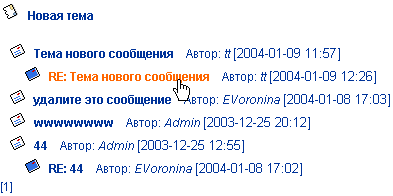 Новая тема
Тема нового сообщения Автор: tt [2004-01-09 11:57]
RE: Тема нового сообщения Автор: tt [2004-01-09 12:26]
удалите это сообщение Автор: EVoronina [2004-01-08 17:03]
wwwwwwww Автор: Admin [2003-12-25 20:12]
44 Автор: Admin [2003-12-25 12:55]
RE: 44 Автор: EVoronina [2004-01-08 17:02]
[1]